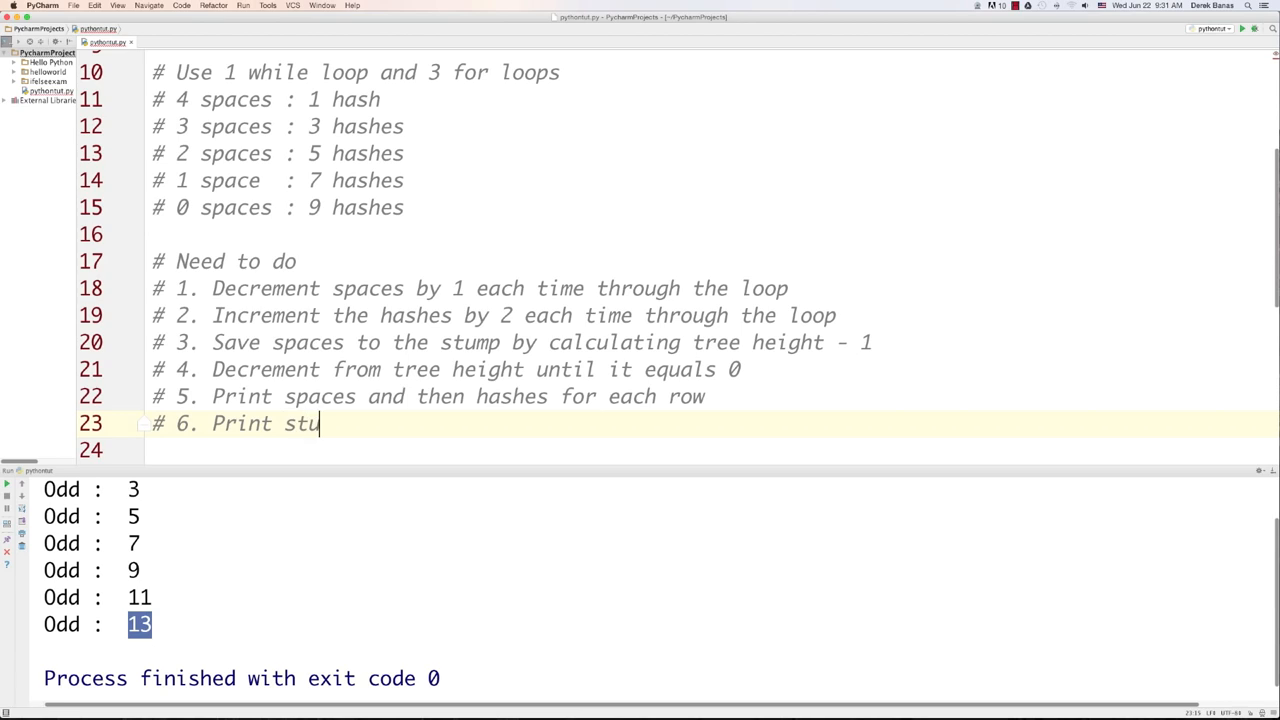 PyCharm File Edit View Navigate Code Refactor Run Tools VCS Window Help
10 Wed Jun 22 9:31 AM Derek Banas
pythontut.py - PycharmProjects - [~/PycharmProjects]
PycharmProjects pythontut.py
pythontut
pythontut.py
PycharmProject
Hello Python
helloworld
ifelseexam
pythontut.py
External Librarie
10 # Use 1 while loop and 3 for loops
11 # 4 spaces : 1 hash
12 # 3 spaces : 3 hashes
13 # 2 spaces : 5 hashes
14 # 1 space  : 7 hashes
15 # 0 spaces : 9 hashes
16
17 # Need to do
18 # 1. Decrement spaces by 1 each time through the loop
19 # 2. Increment the hashes by 2 each time through the loop
20 # 3. Save spaces to the stump by calculating tree height - 1
21 # 4. Decrement from tree height until it equals 0
22 # 5. Print spaces and then hashes for each row
23 # 6. Print stu
24
Run pythontut
Odd : 3
Odd : 5
Odd : 7
Odd : 9
Odd : 11
Odd : 13
Process finished with exit code 0
23:15 LF‡ UTF-8‡